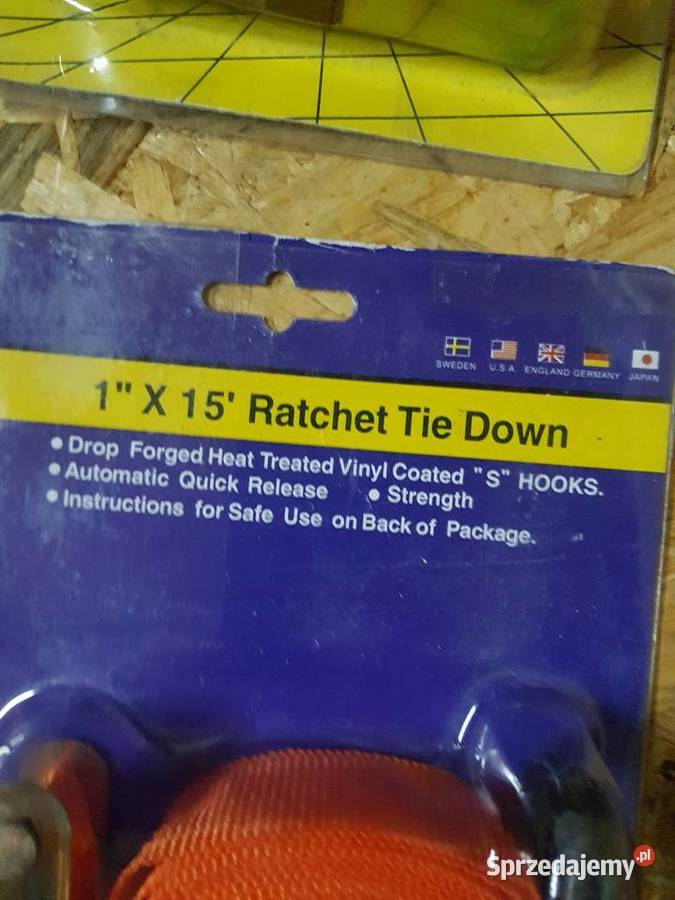 SWEDEN U.S.A ENGLAND GERMANY JAPAN
1" X 15' Ratchet Tie Down
• Drop Forged Heat Treated Vinyl Coated "S" HOOKS.
• Automatic Quick Release • Strength
• Instructions for Safe Use on Back of Package.
Sprzedajemy.pl